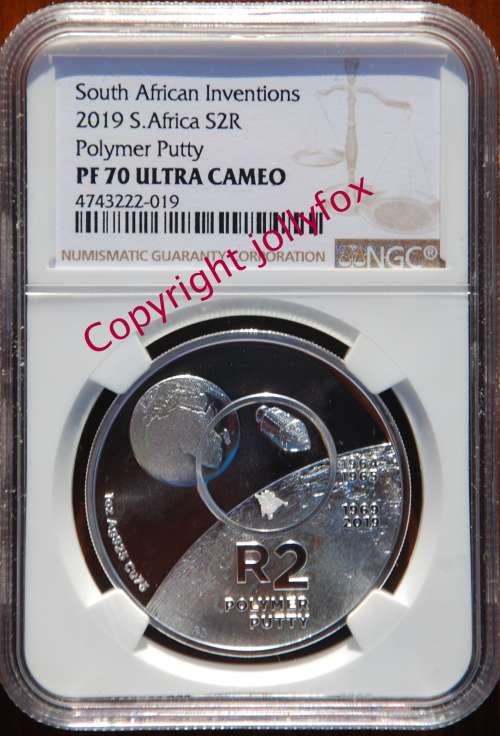 South African Inventions
2019 S.Africa S2R
Polymer Putty
PF 70 ULTRA CAMEO
4743222-019
NUMISMATIC GUARANTY CORPORATION
NGC®
Copyright jollyfox
1969
2019
R2
POLYMER
PUTTY